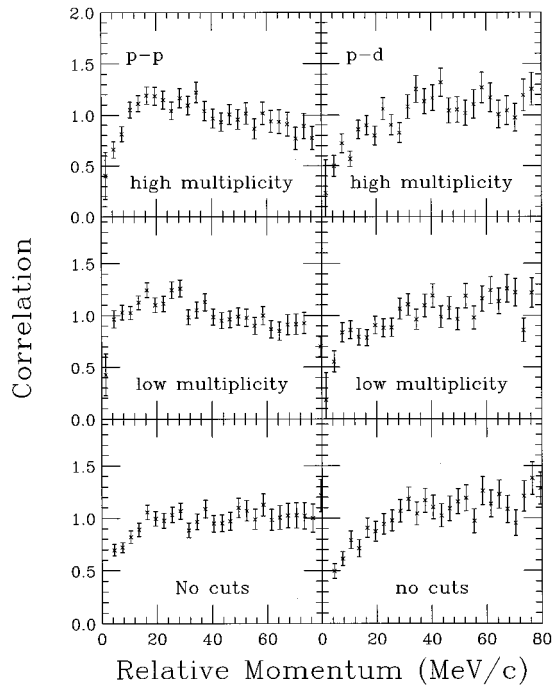 2.0 p-p p-d
1.5
1.0
0.5
high multiplicity high multiplicity
0.0
1.5
1.0
0.5
low multiplicity low multiplicity
0.0
1.5
1.0
0.5
No cuts no cuts
0.0
0 20 40 60 0 20 40 60 80
Correlation
Relative Momentum (MeV/c)